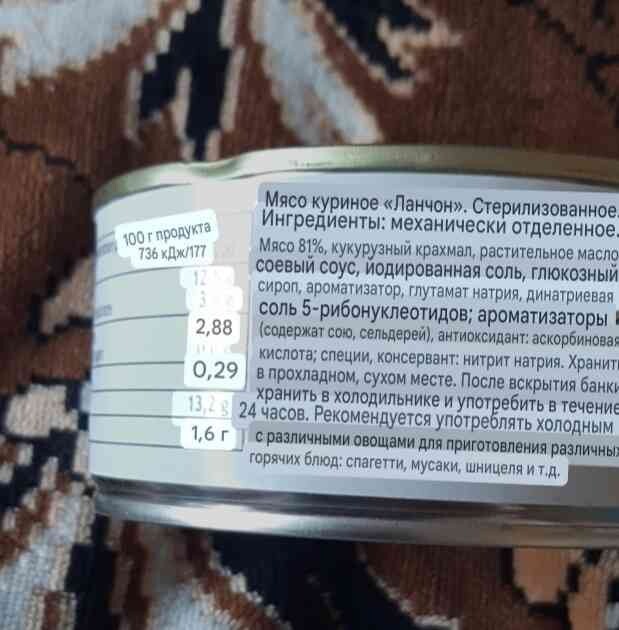 100 г продукта
736 кДж/177
2,88
0,29
13,2 g
1,6 г
Мясо куриное «Ланчон». Стерилизованное.
Ингредиенты: механически отделенное.
Мясо 81%, кукурузный крахмал, растительное масло
соевый соус, йодированная соль, глюкозный
сироп, ароматизатор, глутамат натрия, динатриевая
соль 5-рибонуклеотидов; ароматизаторы
(содержат сою, сельдерей), антиоксидант: аскорбиновая
кислота; специи, консервант: нитрит натрия. Хранить
в прохладном, сухом месте. После вскрытия банки
хранить в холодильнике и употребить в течение
24 часов. Рекомендуется употреблять холодным
с различными овощами для приготовления различных
горячих блюд: спагетти, мусаки, шницеля и т.д.